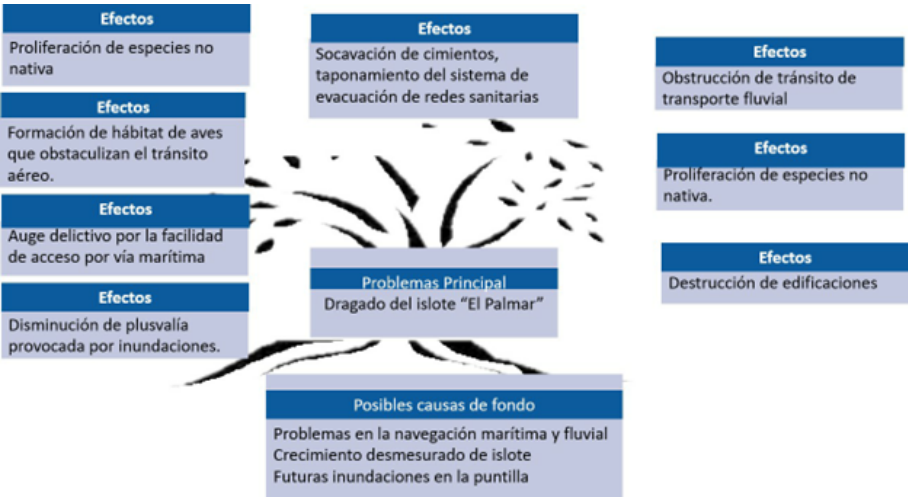 Efectos
Proliferación de especies no
nativa
Efectos
Formación de hábitat de aves
que obstaculizan el tránsito
aéreo.
Efectos
Auge delictivo por la facilidad
de acceso por vía marítima
Efectos
Disminución de plusvalía
provocada por inundaciones.
Efectos
Socavación de cimientos,
taponamiento del sistema de
evacuación de redes sanitarias
Efectos
Obstrucción de tránsito de
transporte fluvial
Efectos
Proliferación de especies no
nativa.
Efectos
Destrucción de edificaciones
Problemas Principal
Dragado del islote “El Palmar”
Posibles causas de fondo
Problemas en la navegación marítima y fluvial
Crecimiento desmesurado de islote
Futuras inundaciones en la puntilla